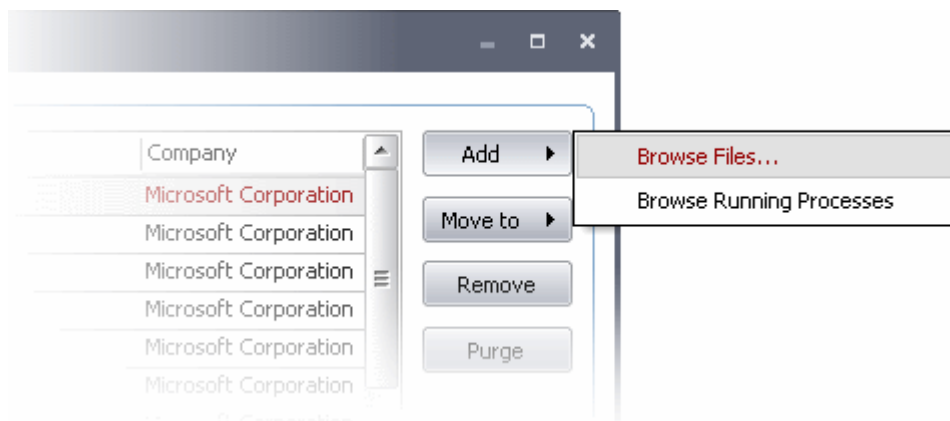 Company
Microsoft Corporation
Microsoft Corporation
Microsoft Corporation
Microsoft Corporation
Microsoft Corporation
Microsoft Corporation
Add
Move to
Remove
Purge
Browse Files...
Browse Running Processes